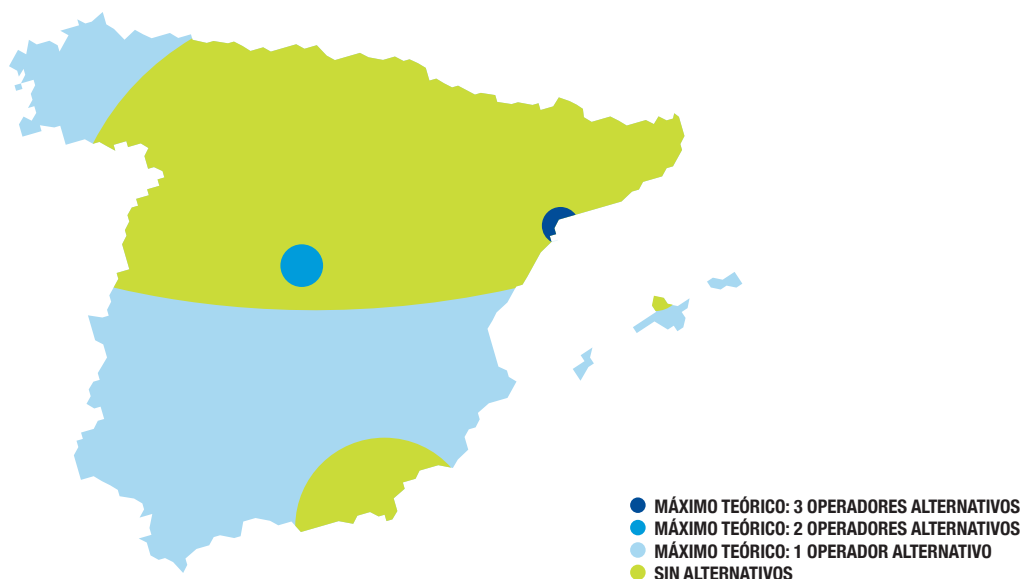 MÁXIMO TEÓRICO: 3 OPERADORES ALTERNATIVOS
MÁXIMO TEÓRICO: 2 OPERADORES ALTERNATIVOS
MÁXIMO TEÓRICO: 1 OPERADOR ALTERNATIVO
SIN ALTERNATIVOS